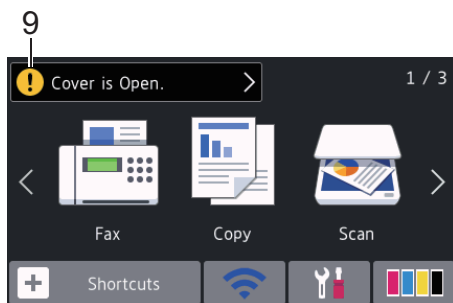 9
Cover is Open.
1 / 3
Fax
Copy
Scan
Shortcuts